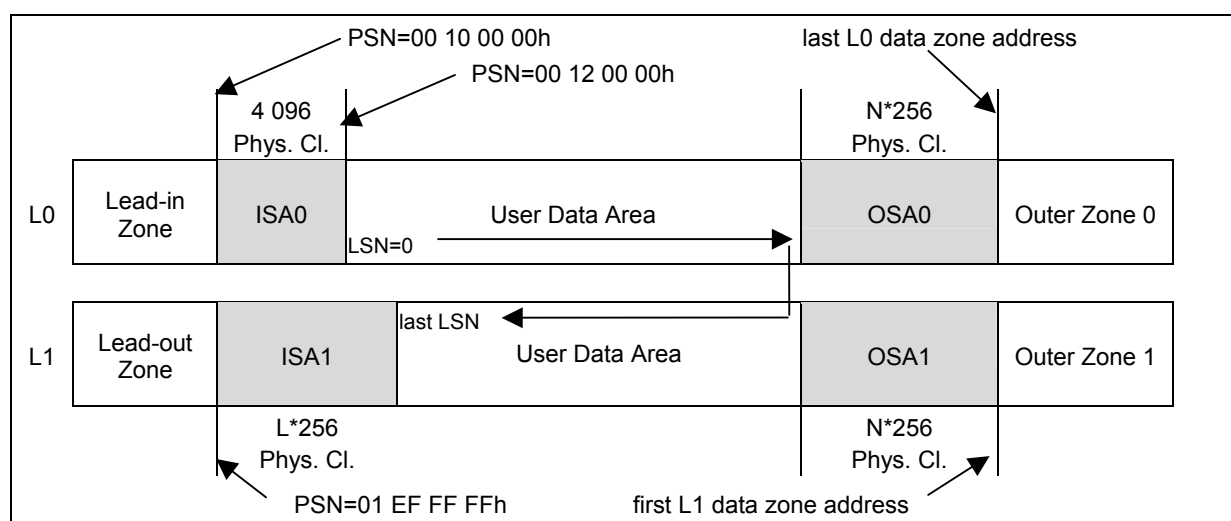 PSN=00 10 00 00h
last L0 data zone address
PSN=00 12 00 00h
4 096
Phys. Cl.
N*256
Phys. Cl.
L0
Lead-in
Zone
ISA0
User Data Area
OSA0
Outer Zone 0
LSN=0
last LSN
L1
Lead-out
Zone
ISA1
User Data Area
OSA1
Outer Zone 1
L*256
Phys. Cl.
N*256
Phys. Cl.
PSN=01 EF FF FFh
first L1 data zone address